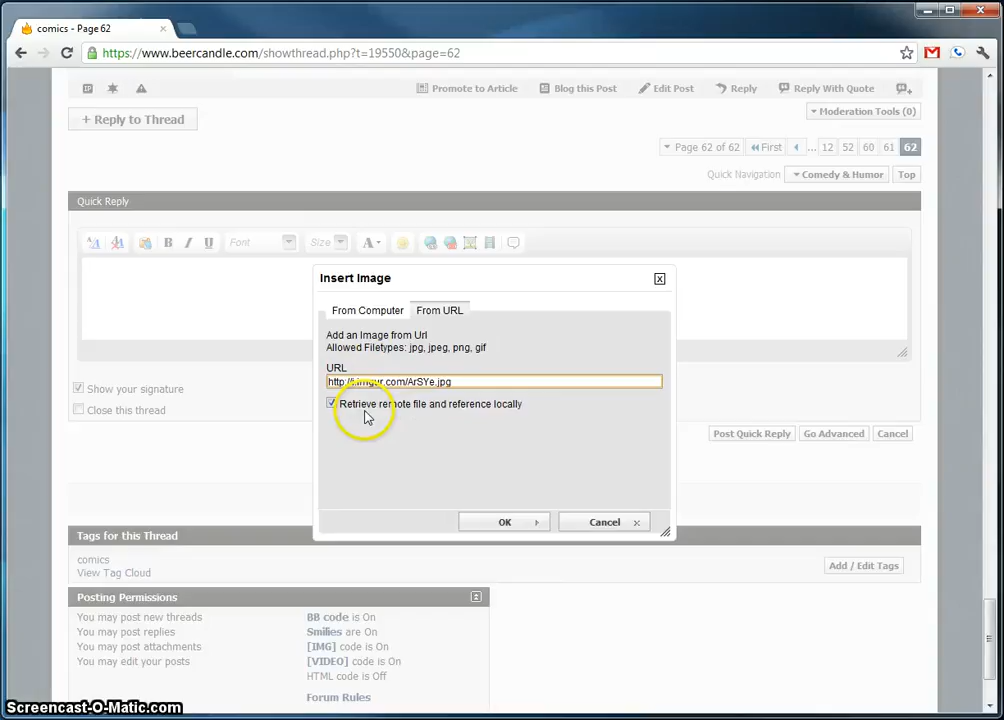 comics - Page 62
https://www.beercandle.com/showthread.php?t=19550&page=62
Promote to Article Blog this Post Edit Post Reply Reply With Quote
+ Reply to Thread
Moderation Tools (0)
Page 62 of 62 First ... 12 52 60 61 62
Quick Navigation Comedy & Humor Top
Quick Reply
B I U Font Size A
Insert Image
From Computer From URL
Add an Image from Url
Allowed Filetypes: jpg, jpeg, png, gif
URL
http://i.imgur.com/ArSYe.jpg
Retrieve remote file and reference locally
Show your signature
Close this thread
Post Quick Reply Go Advanced Cancel
OK Cancel
Tags for this Thread
comics
View Tag Cloud
Add / Edit Tags
Posting Permissions
You may post new threads
You may post replies
You may post attachments
You may edit your posts
BB code is On
Smilies are On
[IMG] code is On
[VIDEO] code is On
HTML code is Off
Forum Rules
Screencast-O-Matic.com